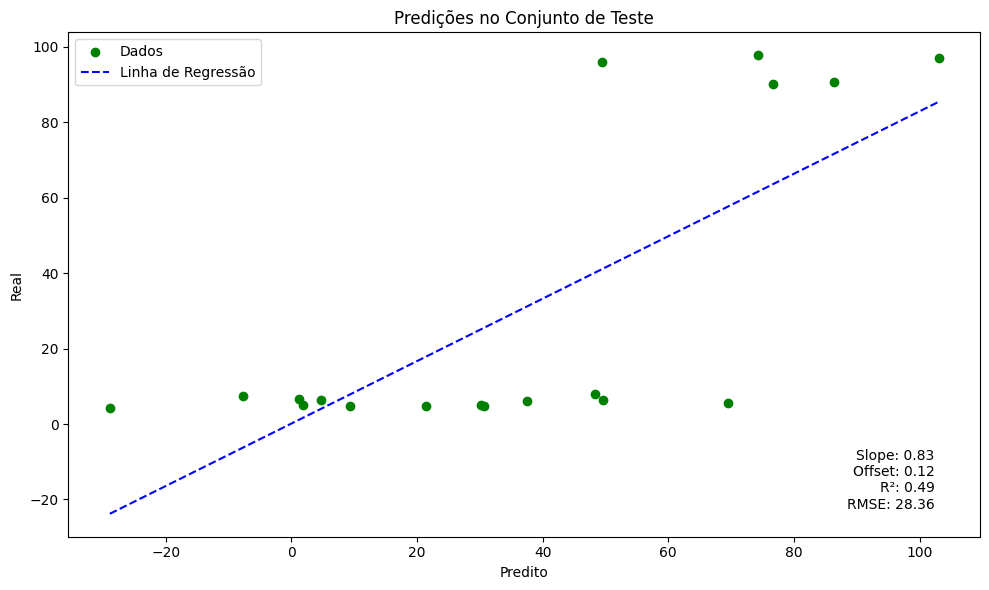 Predições no Conjunto de Teste
Dados
Linha de Regressão
100
80
60
40
20
0
−20
Real
Slope: 0.83
Offset: 0.12
R²: 0.49
RMSE: 28.36
−20
0
20
40
60
80
100
Predito